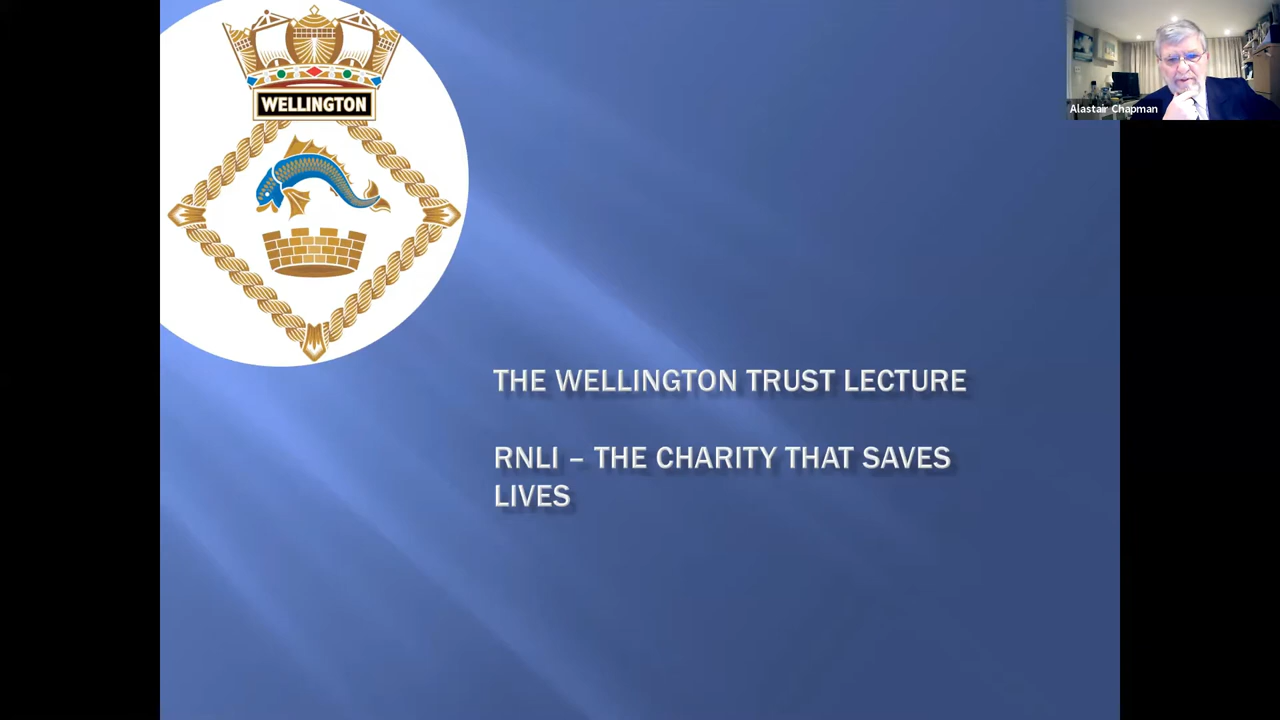 WELLINGTON
Alastair Chapman
THE WELLINGTON TRUST LECTURE
RNLI – THE CHARITY THAT SAVES
LIVES